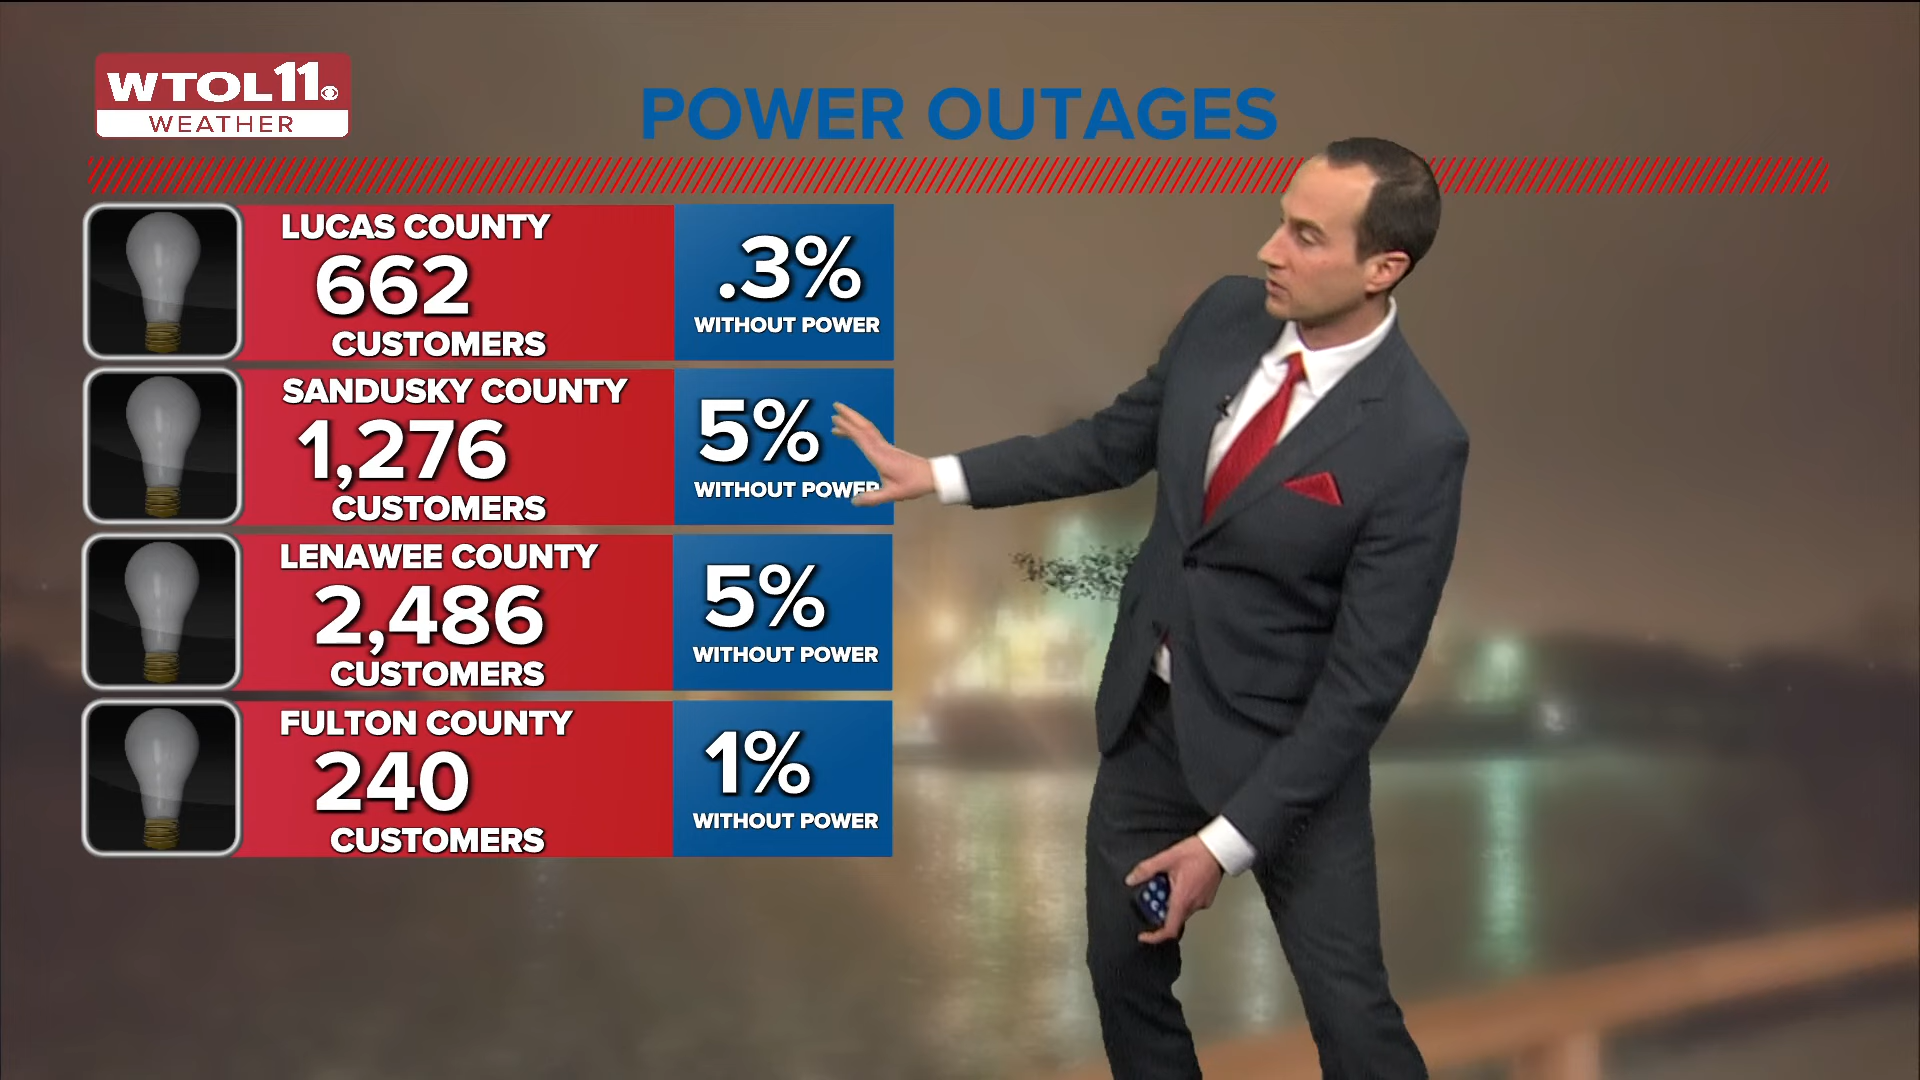 WTOL11
WEATHER
POWER OUTAGES
LUCAS COUNTY
662
CUSTOMERS
.3%
WITHOUT POWER
SANDUSKY COUNTY
1,276
CUSTOMERS
5%
WITHOUT POWER
LENAWEE COUNTY
2,486
CUSTOMERS
5%
WITHOUT POWER
FULTON COUNTY
240
CUSTOMERS
1%
WITHOUT POWER